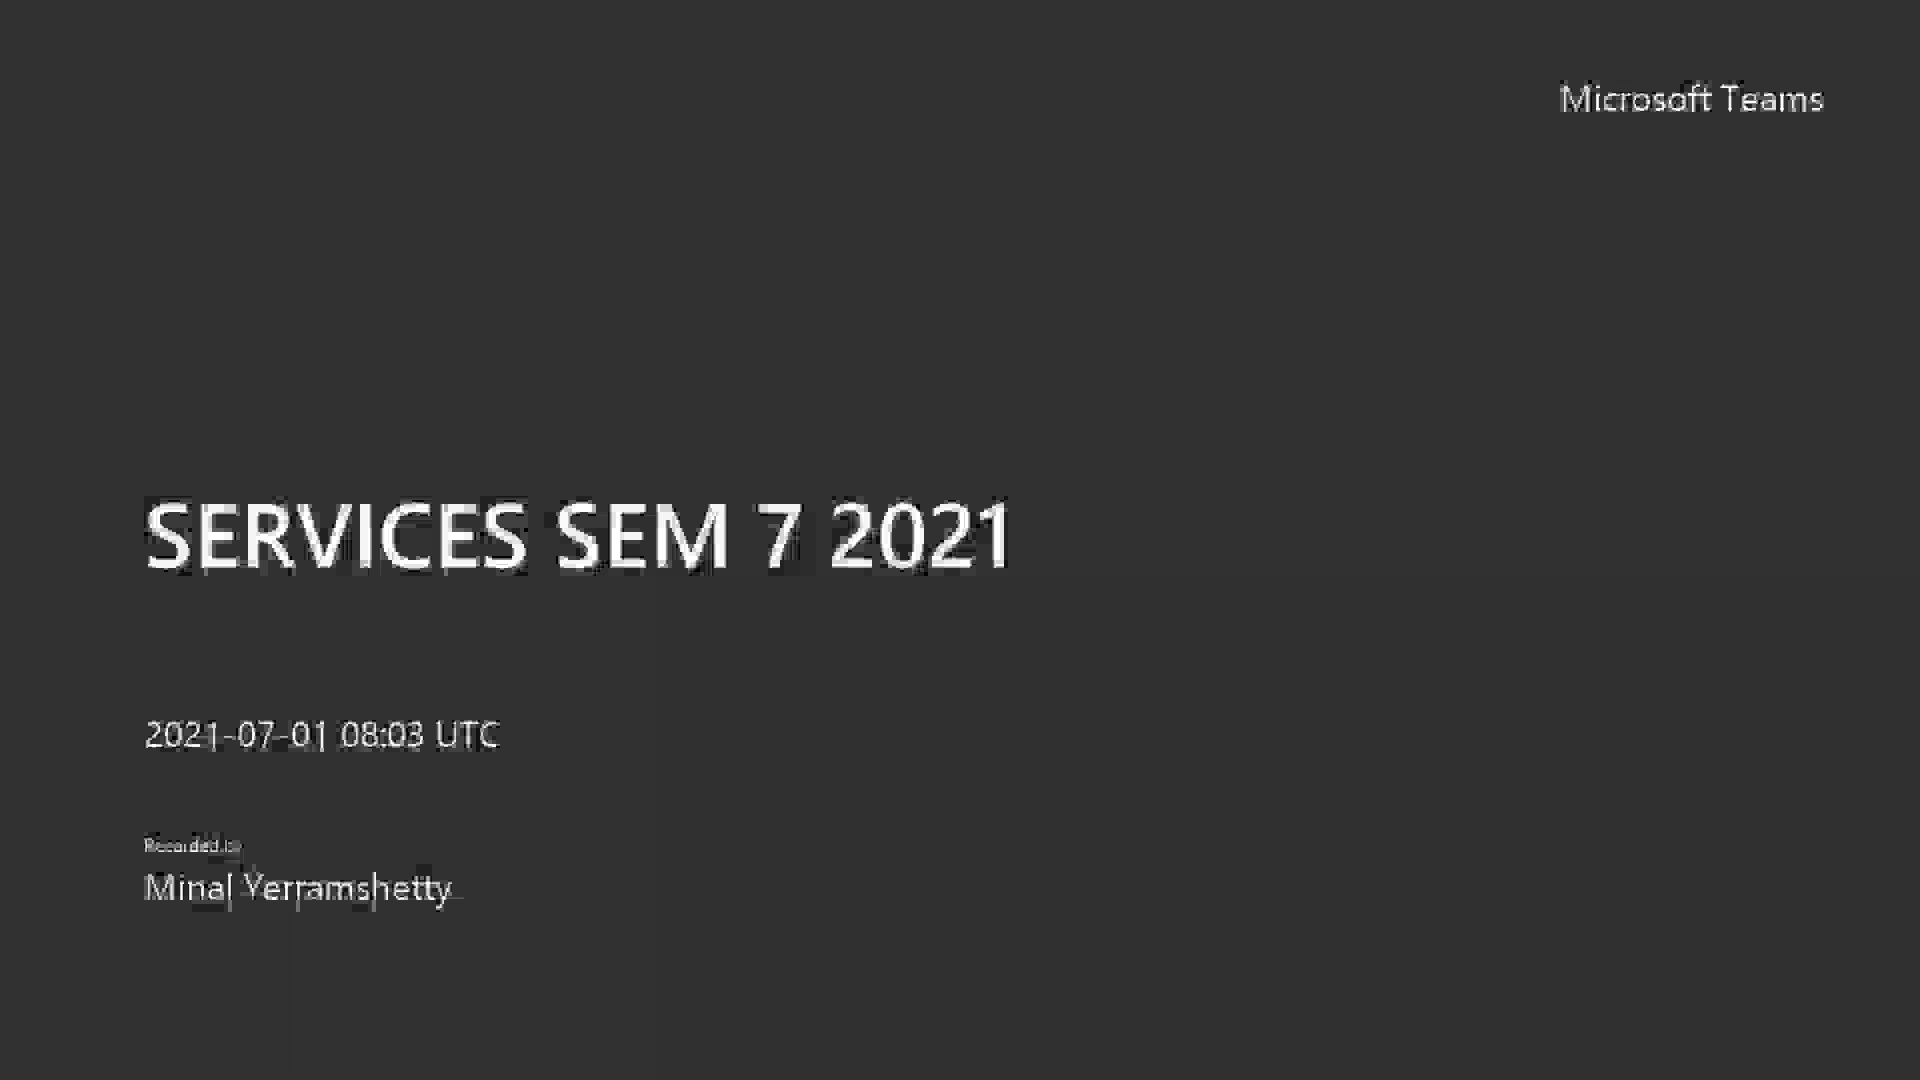 Microsoft Teams
SERVICES SEM 7 2021
2021-07-01 08:03 UTC
Recorded by
Minal Yerramshetty